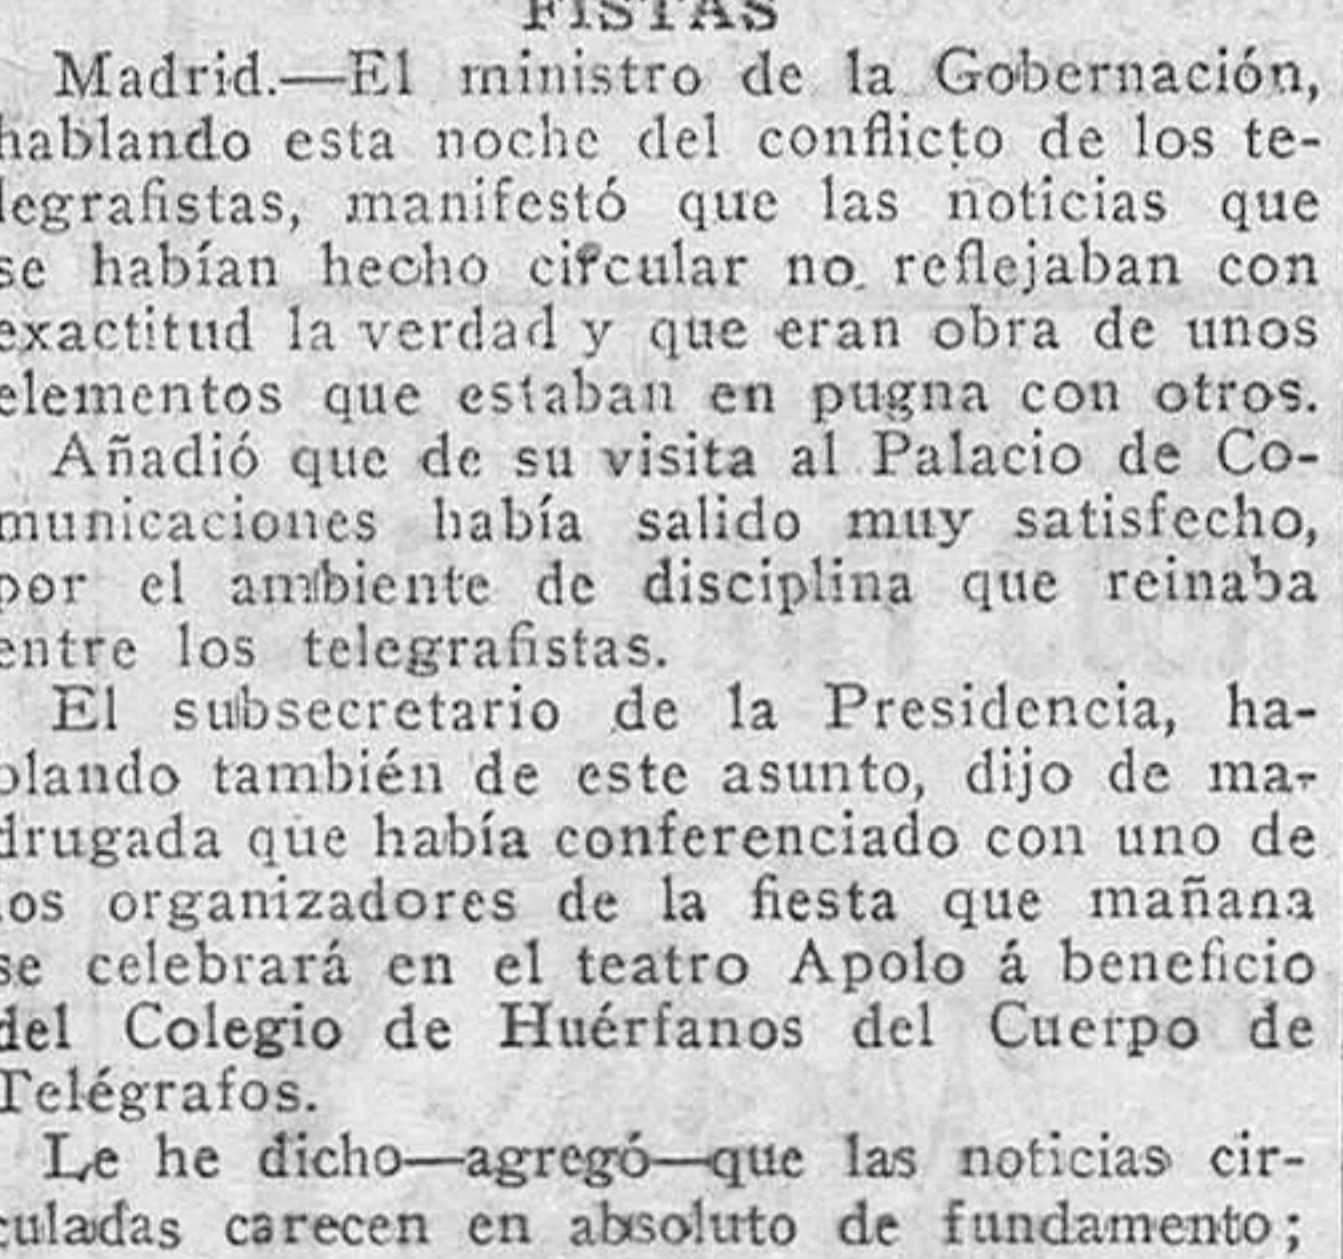 FISTAS
Madrid.—El ministro de la Gobernación,
hablando esta noche del conflicto de los te-
legrafistas, manifestó que las noticias que
se habían hecho circular no reflejaban con
exactitud la verdad y que eran obra de unos
elementos que estaban en pugna con otros.
Añadió que de su visita al Palacio de Co-
municaciones había salido muy satisfecho,
por el ambiente de disciplina que reinaba
entre los telegrafistas.
El subsecretario de la Presidencia, ha-
blando también de este asunto, dijo de ma-
drugada que había conferenciado con uno de
los organizadores de la fiesta que mañana
se celebrará en el teatro Apolo á beneficio
del Colegio de Huérfanos del Cuerpo de
Telégrafos.
Le he dicho—agregó—que las noticias cir-
culadas carecen en absoluto de fundamento;